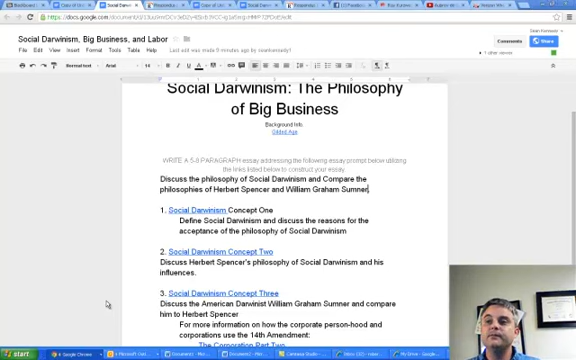 Social Darwinism, Big Business, and Labor
File Edit View Insert Format Tools Table Help
Comments
Share
Normal text
Arial
Social Darwinism: The Philosophy
of Big Business
Background Info.
Gilded Age
WRITE A 5-8 PARAGRAPH essay addressing the following essay prompt below utilizing
the links listed below to construct your essay.
Discuss the philosophy of Social Darwinism and Compare the
philosophies of Herbert Spencer and William Graham Sumner.
1. Social Darwinism Concept One
Define Social Darwinism and discuss the reasons for the
acceptance of the philosophy of Social Darwinism
2. Social Darwinism Concept Two
Discuss Herbert Spencer's philosophy of Social Darwinism and his
influences.
3. Social Darwinism Concept Three
Discuss the American Darwinist William Graham Sumner and compare
him to Herbert Spencer
For more information on how the corporate person-hood and
corporations use the 14th Amendment:
The Corporation Part Two
start
Google Chrome